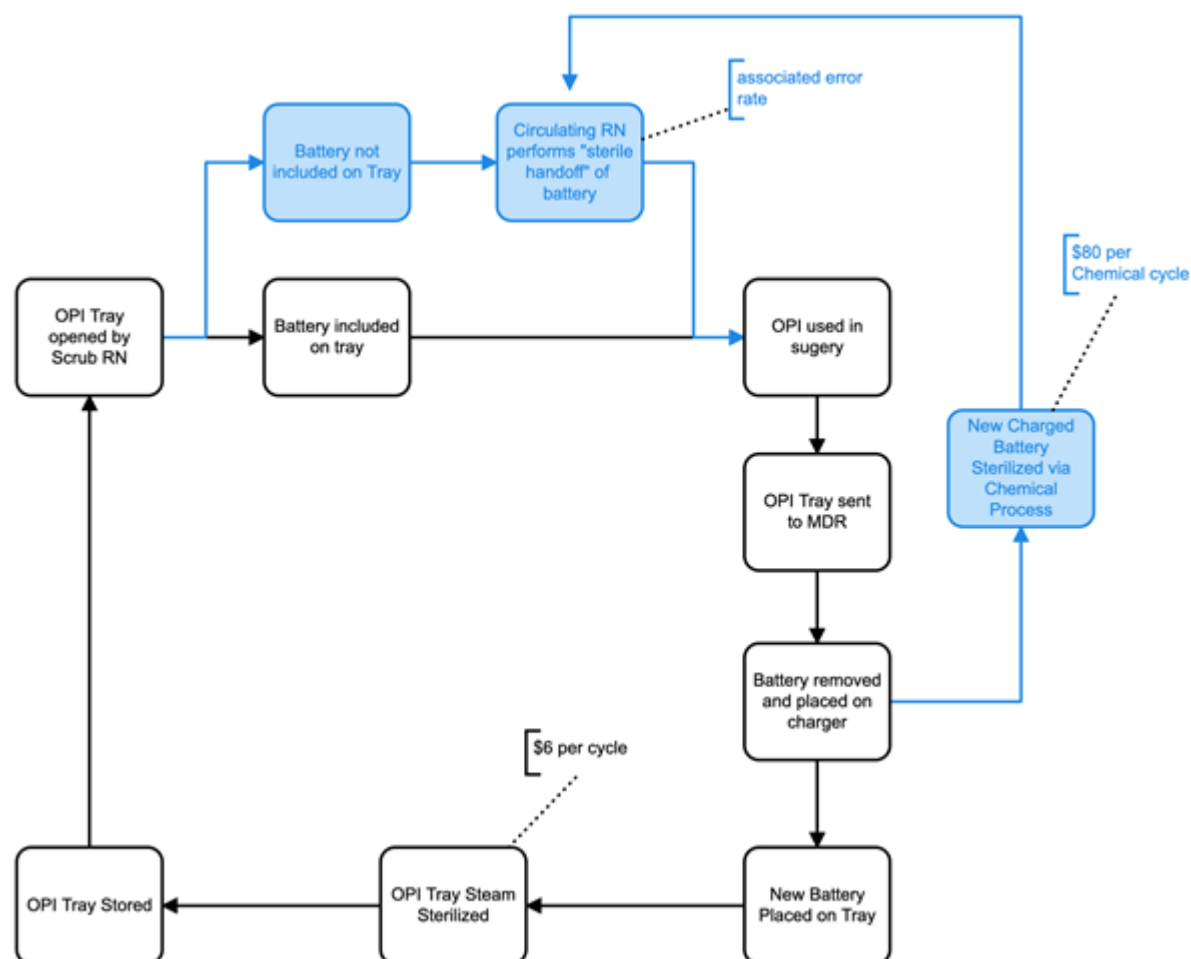 associated error
rate
Battery not
included on Tray
Circulating RN
performs "sterile
handoff" of
battery
$80 per
Chemical cycle
OPI Tray
opened by
Scrub RN
Battery included
on tray
OPI used in
sugery
New Charged
Battery
Sterilized via
Chemical
Process
OPI Tray sent
to MDR
Battery removed
and placed on
charger
$6 per cycle
OPI Tray Stored
OPI Tray Steam
Sterilized
New Battery
Placed on Tray